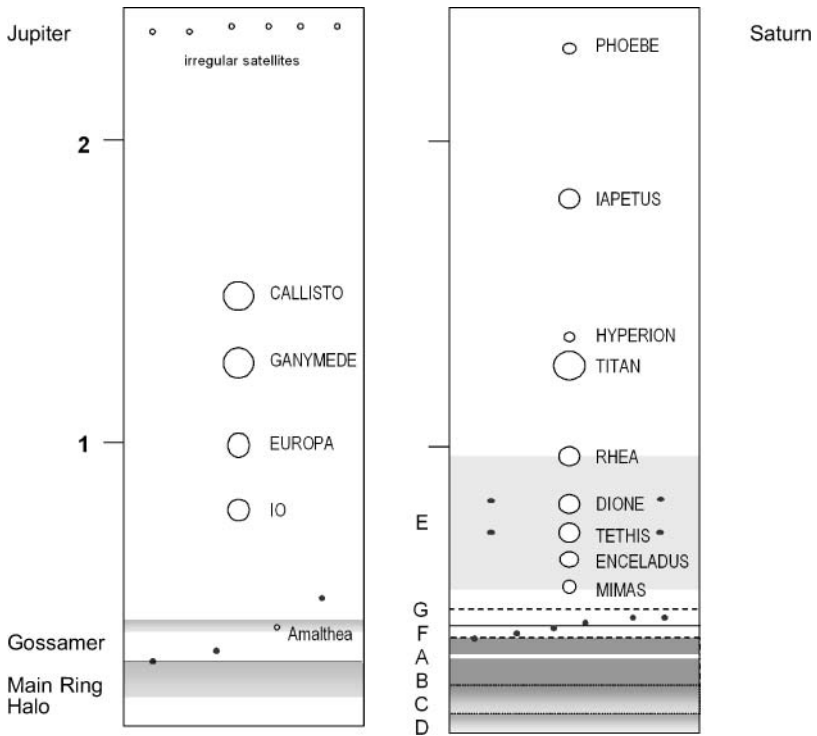 Jupiter
Saturn
irregular satellites
2
CALLISTO
GANYMEDE
1
EUROPA
IO
Amalthea
Gossamer
Main Ring
Halo
PHOEBE
IAPETUS
HYPERION
TITAN
RHEA
E
DIONE
TETHIS
ENCELADUS
MIMAS
G
F
A
B
C
D